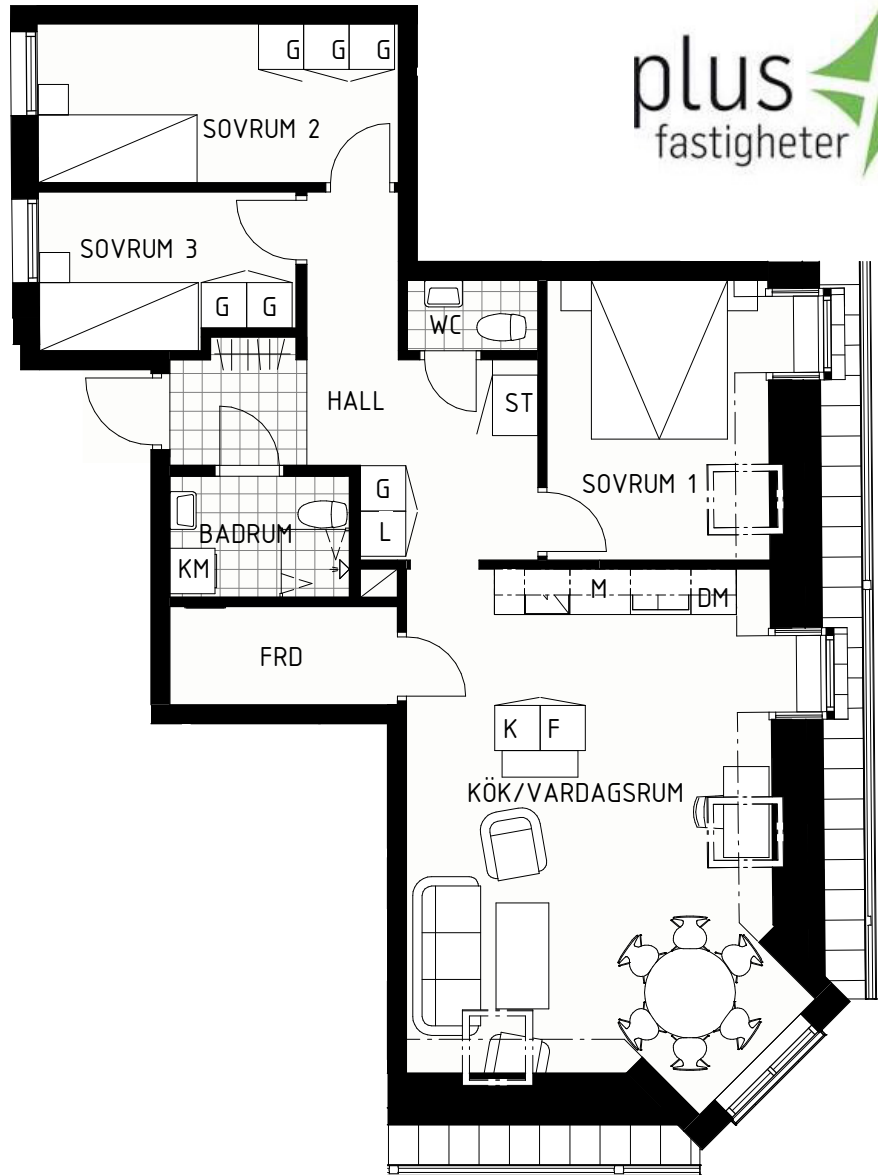 plus
fastigheter
G G G
SOVRUM 2
SOVRUM 3
G G
WC
HALL
ST
SOVRUM 1
G
L
BADRUM
KM
M
DM
FRD
K F
KÖK/VARDAGSRUM